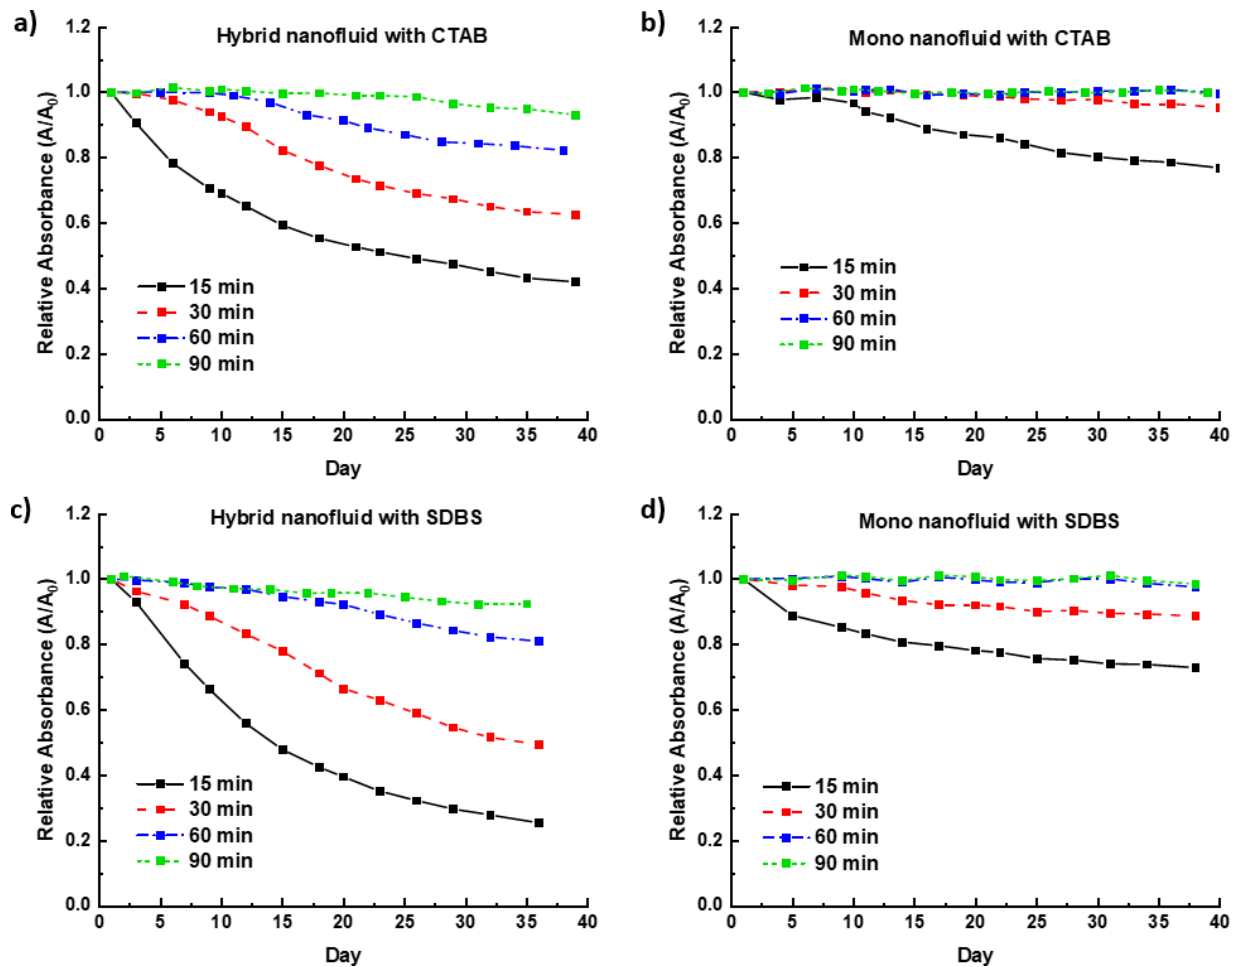 a)
Hybrid nanofluid with CTAB
Relative Absorbance (A/A₀)
1.2
1.0
0.8
0.6
0.4
0.2
0.0
15 min
30 min
60 min
90 min
0 5 10 15 20 25 30 35 40
Day
b)
Mono nanofluid with CTAB
Relative Absorbance (A/A₀)
1.2
1.0
0.8
0.6
0.4
0.2
0.0
15 min
30 min
60 min
90 min
0 5 10 15 20 25 30 35 40
Day
c)
Hybrid nanofluid with SDBS
Relative Absorbance (A/A₀)
1.2
1.0
0.8
0.6
0.4
0.2
0.0
15 min
30 min
60 min
90 min
0 5 10 15 20 25 30 35 40
Day
d)
Mono nanofluid with SDBS
Relative Absorbance (A/A₀)
1.2
1.0
0.8
0.6
0.4
0.2
0.0
15 min
30 min
60 min
90 min
0 5 10 15 20 25 30 35 40
Day